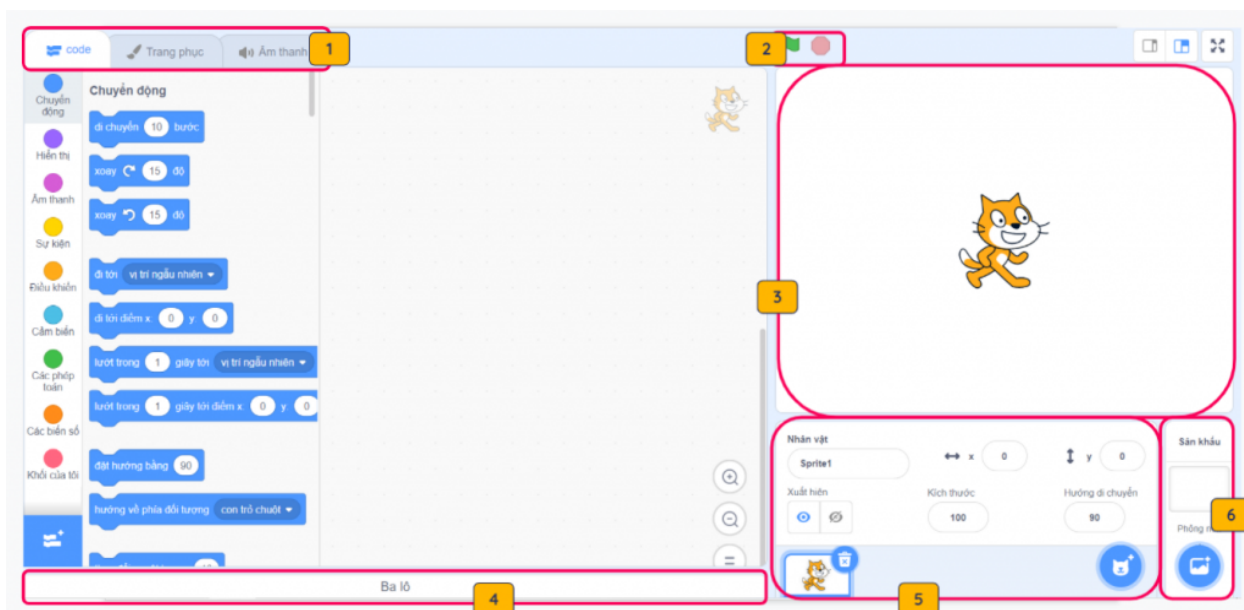 code Trang phục Âm thanh 1
2
Chuyển động
Hiển thị
Âm thanh
Sự kiện
Điều khiển
Cảm biến
Các phép toán
Các biến số
Khối của tôi
Chuyển động
di chuyển 10 bước
xoay 15 độ
xoay 15 độ
đi tới vị trí ngẫu nhiên
đi tới điểm x: 0 y: 0
lướt trong 1 giây tới vị trí ngẫu nhiên
lướt trong 1 giây tới điểm x: 0 y: 0
đặt hướng bằng 90
hướng về phía đối tượng con trỏ chuột
Ba lô
4
3
Nhân vật
Sprite1 x 0 y 0
Xuất hiện Kích thước Hướng di chuyển
100 90
5
Sân khấu
Phông
6